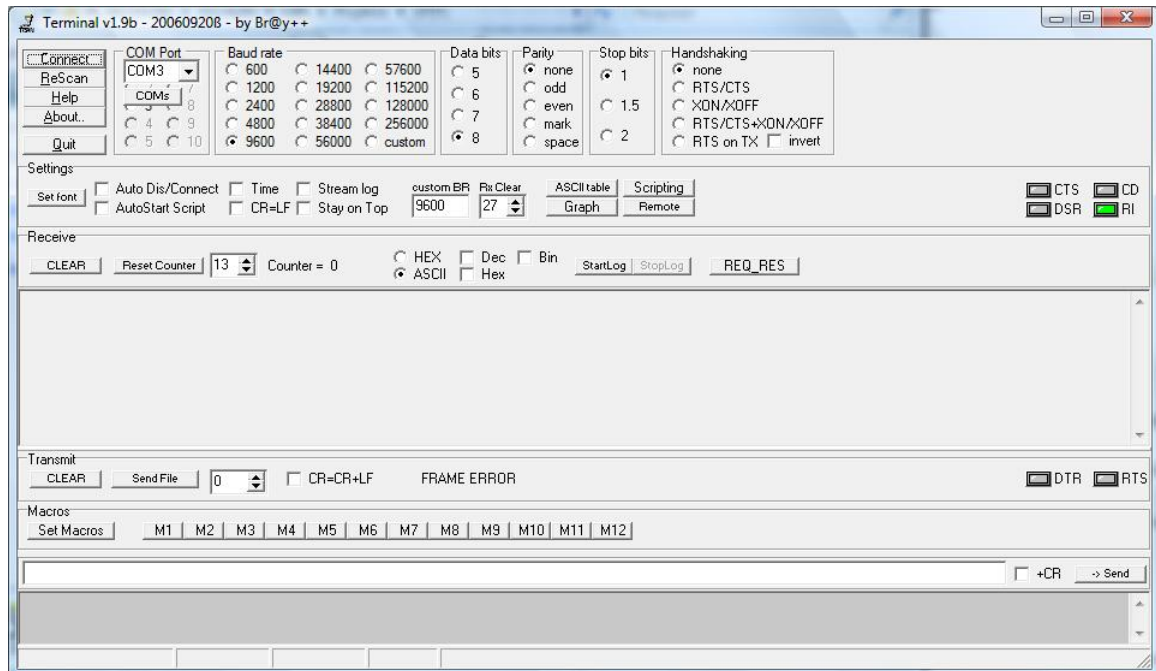 Terminal v1.9b - 20060920ß - by Br@y++
Connect
ReScan
Help
About..
Quit
COM Port
COM3
COMs
8
4 9
5 10
Baud rate
600 14400 57600
1200 19200 115200
2400 28800 128000
4800 38400 256000
9600 56000 custom
Data bits
5
6
7
8
Parity
none
odd
even
mark
space
Stop bits
1
1.5
2
Handshaking
none
RTS/CTS
XON/XOFF
RTS/CTS+XON/XOFF
RTS on TX invert
Settings
Set font
Auto Dis/Connect Time Stream log
AutoStart Script CR=LF Stay on Top
custom BR Rx Clear
9600 27
ASCII table Scripting
Graph Remote
CTS CD
DSR RI
Receive
CLEAR Reset Counter 13 Counter = 0
HEX Dec Bin
ASCII Hex
StartLog StopLog REQ_RES
Transmit
CLEAR Send File 0 CR=CR+LF FRAME ERROR DTR RTS
Macros
Set Macros M1 M2 M3 M4 M5 M6 M7 M8 M9 M10 M11 M12
+CR -> Send